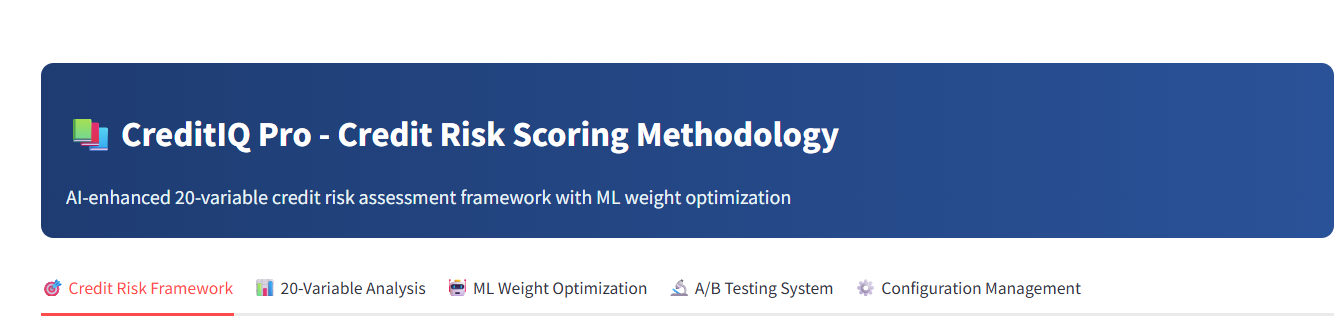 CreditIQ Pro - Credit Risk Scoring Methodology
AI-enhanced 20-variable credit risk assessment framework with ML weight optimization
Credit Risk Framework 20-Variable Analysis ML Weight Optimization A/B Testing System Configuration Management